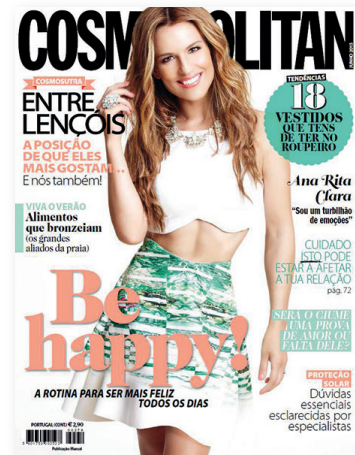 COSMOPOLITAN
JUNHO 2015
COSMOSUTRA
ENTRE
LENÇÓIS
A POSIÇÃO
DE QUE ELES
MAIS GOSTAM...
E nós também!
VIVA O VERÃO
Alimentos
que bronzeiam
(os grandes
aliados da praia)
TENDÊNCIAS
18
VESTIDOS
QUE TENS
DE TER NO
ROUPEIRO
Ana Rita
Clara
"Sou um turbilhão
de emoções"
CUIDADO
ISTO PODE
ESTAR A AFETAR
A TUA RELAÇÃO
pág. 72
SERÁ O CIÚME
UMA PROVA
DE AMOR OU
FALTA DELE?
Be
happy!
A ROTINA PARA SER MAIS FELIZ
TODOS OS DIAS
PROTEÇÃO
SOLAR
Dúvidas
essenciais
esclarecidas por
especialistas
PORTUGAL (CONT.) € 2,90
Publicação Mensal